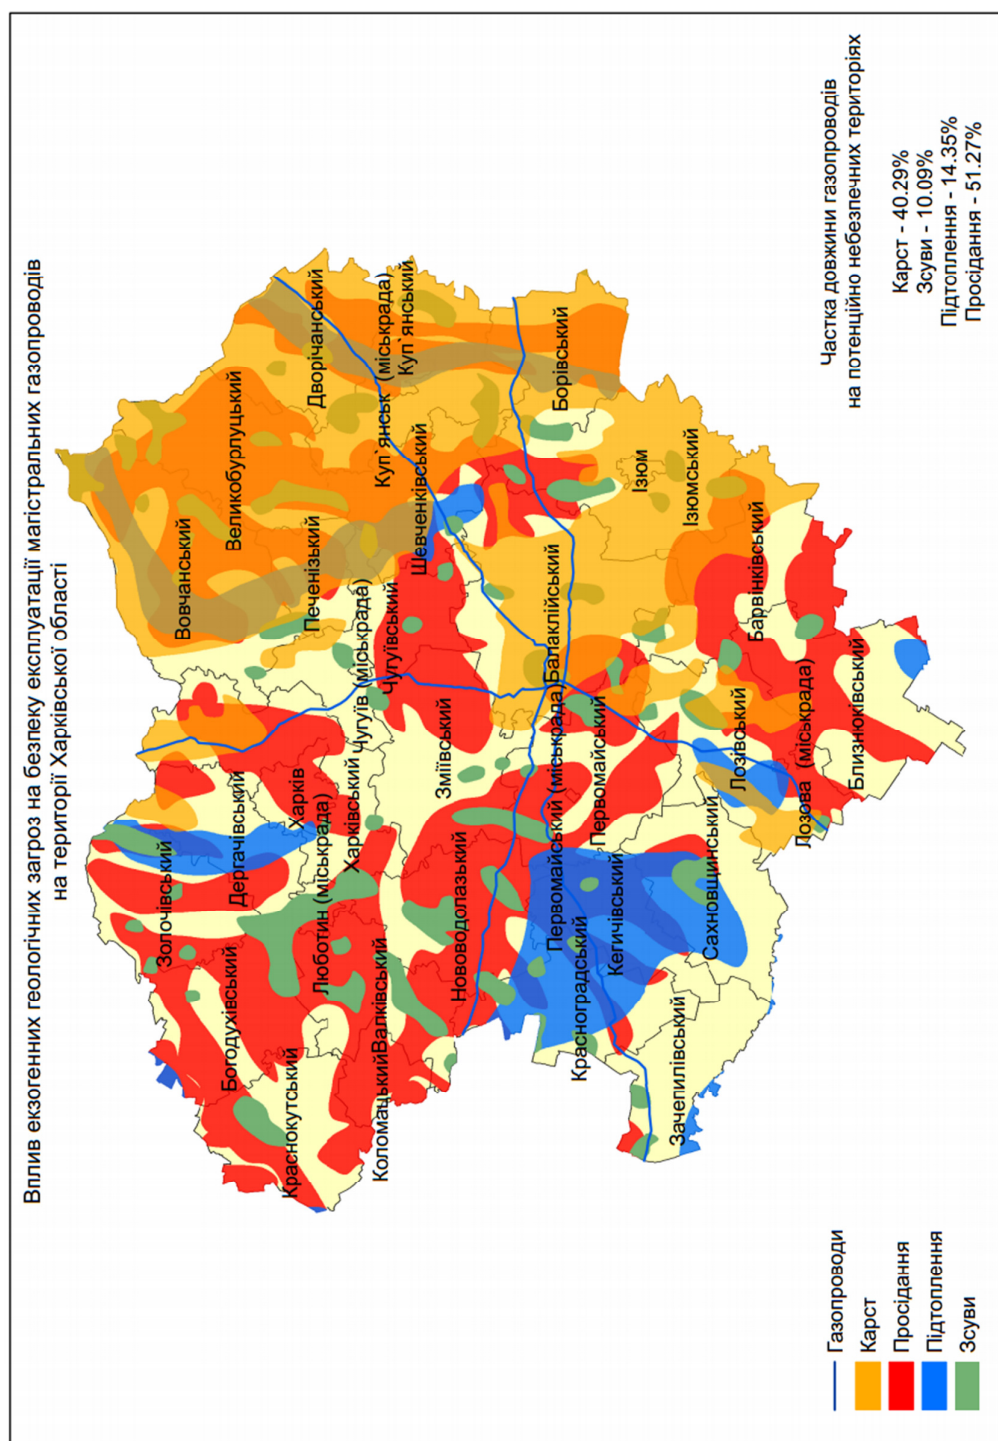 Вплив екзогенних геологічних загроз на безпеку експлуатації магістральних газопроводів
на території Харківської області
Золочівський
Дергачівський
Вовчанський
Великобурлуцький
Дворічанський
Богодухівський
Краснокутський
Харків
Люботин (міськрада)
Харківський
Печенізький
Чугуїв (міськрада)
Чугуївський
Шевченківський
Куп`янськ (міськрада)
Куп`янський
Коломацький
Валківський
Нововодолазький
Зміївський
Балаклійський
Борівський
Красноградський
Кегичівський
Первомайський (міськрада)
Первомайський
Ізюм
Ізюмський
Зачепилівський
Сахновщинський
Лозівський
Барвінківський
Лозова (міськрада)
Близнюківський
Частка довжини газопроводів
на потенційно небезпечних територіях
Карст - 40.29%
Зсуви - 10.09%
Підтоплення - 14.35%
Просідання - 51.27%
Газопроводи
Карст
Просідання
Підтоплення
Зсуви